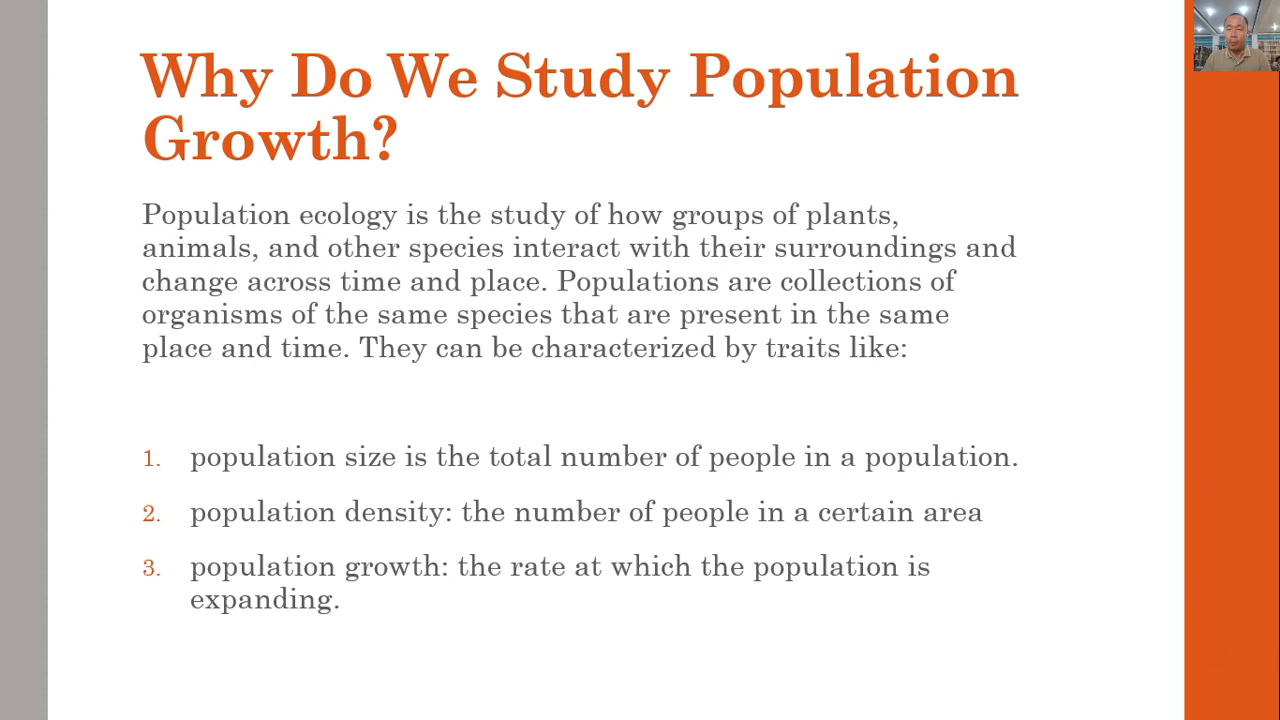 Why Do We Study Population
Growth?
Population ecology is the study of how groups of plants,
animals, and other species interact with their surroundings and
change across time and place. Populations are collections of
organisms of the same species that are present in the same
place and time. They can be characterized by traits like:
1. population size is the total number of people in a population.
2. population density: the number of people in a certain area
3. population growth: the rate at which the population is
expanding.